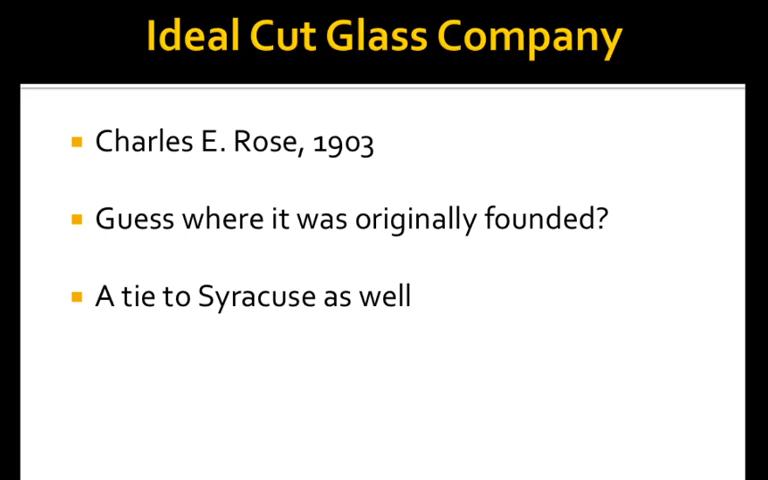 Ideal Cut Glass Company
Charles E. Rose, 1903
Guess where it was originally founded?
A tie to Syracuse as well